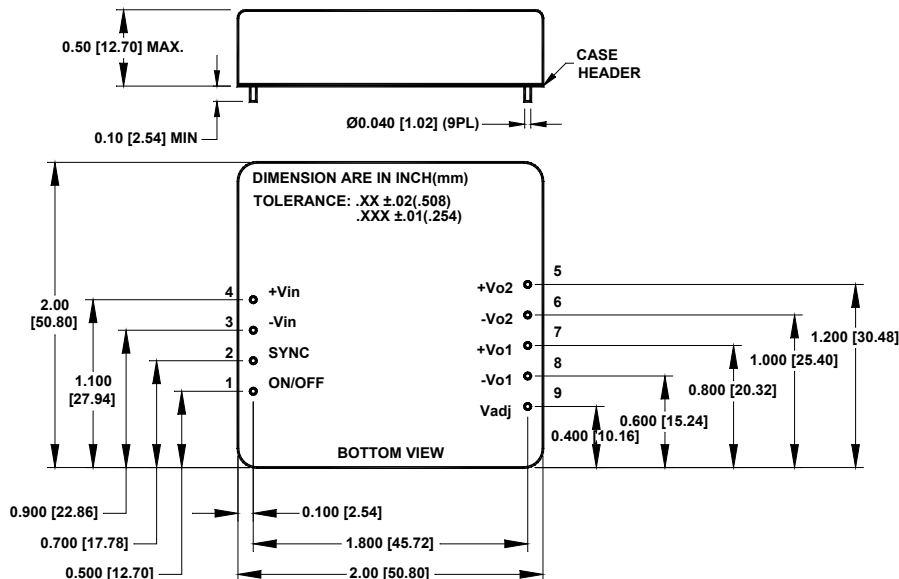 0.50 [12.70] MAX.
CASE
HEADER
0.10 [2.54] MIN
Ø0.040 [1.02] (9PL)
DIMENSION ARE IN INCH(mm)
TOLERANCE: .XX ±.02(.508)
.XXX ±.01(.254)
2.00
[50.80]
1.100
[27.94]
4 +Vin
3 -Vin
2 SYNC
1 ON/OFF
+Vo2 5
-Vo2 6
+Vo1 7
-Vo1 8
Vadj 9
1.200 [30.48]
1.000 [25.40]
0.800 [20.32]
0.600 [15.24]
0.400 [10.16]
BOTTOM VIEW
0.900 [22.86]
0.700 [17.78]
0.500 [12.70]
0.100 [2.54]
1.800 [45.72]
2.00 [50.80]